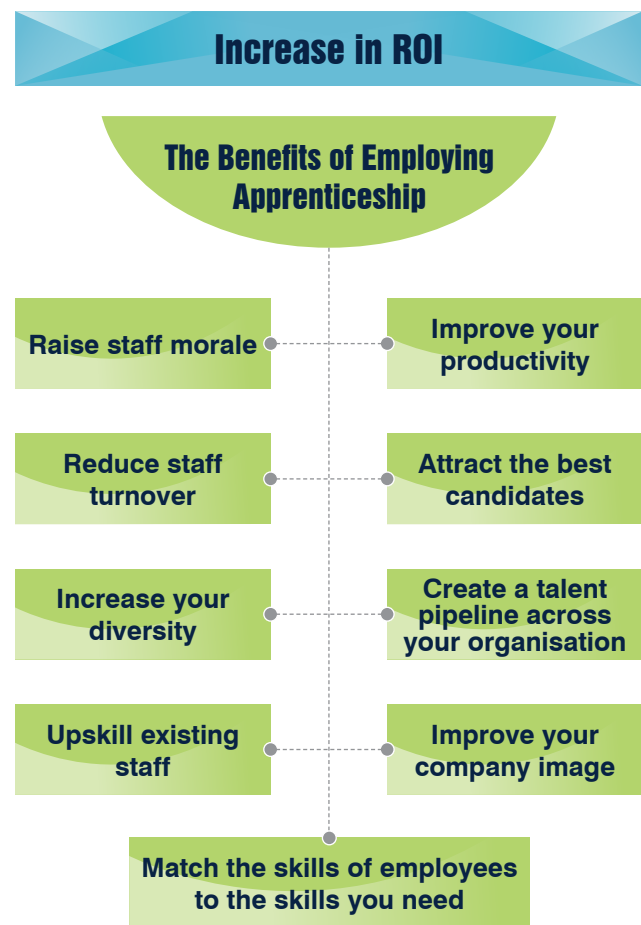 Increase in ROI
The Benefits of Employing
Apprenticeship
Raise staff morale
Improve your
productivity
Reduce staff
turnover
Attract the best
candidates
Increase your
diversity
Create a talent
pipeline across
your organisation
Upskill existing
staff
Improve your
company image
Match the skills of employees
to the skills you need